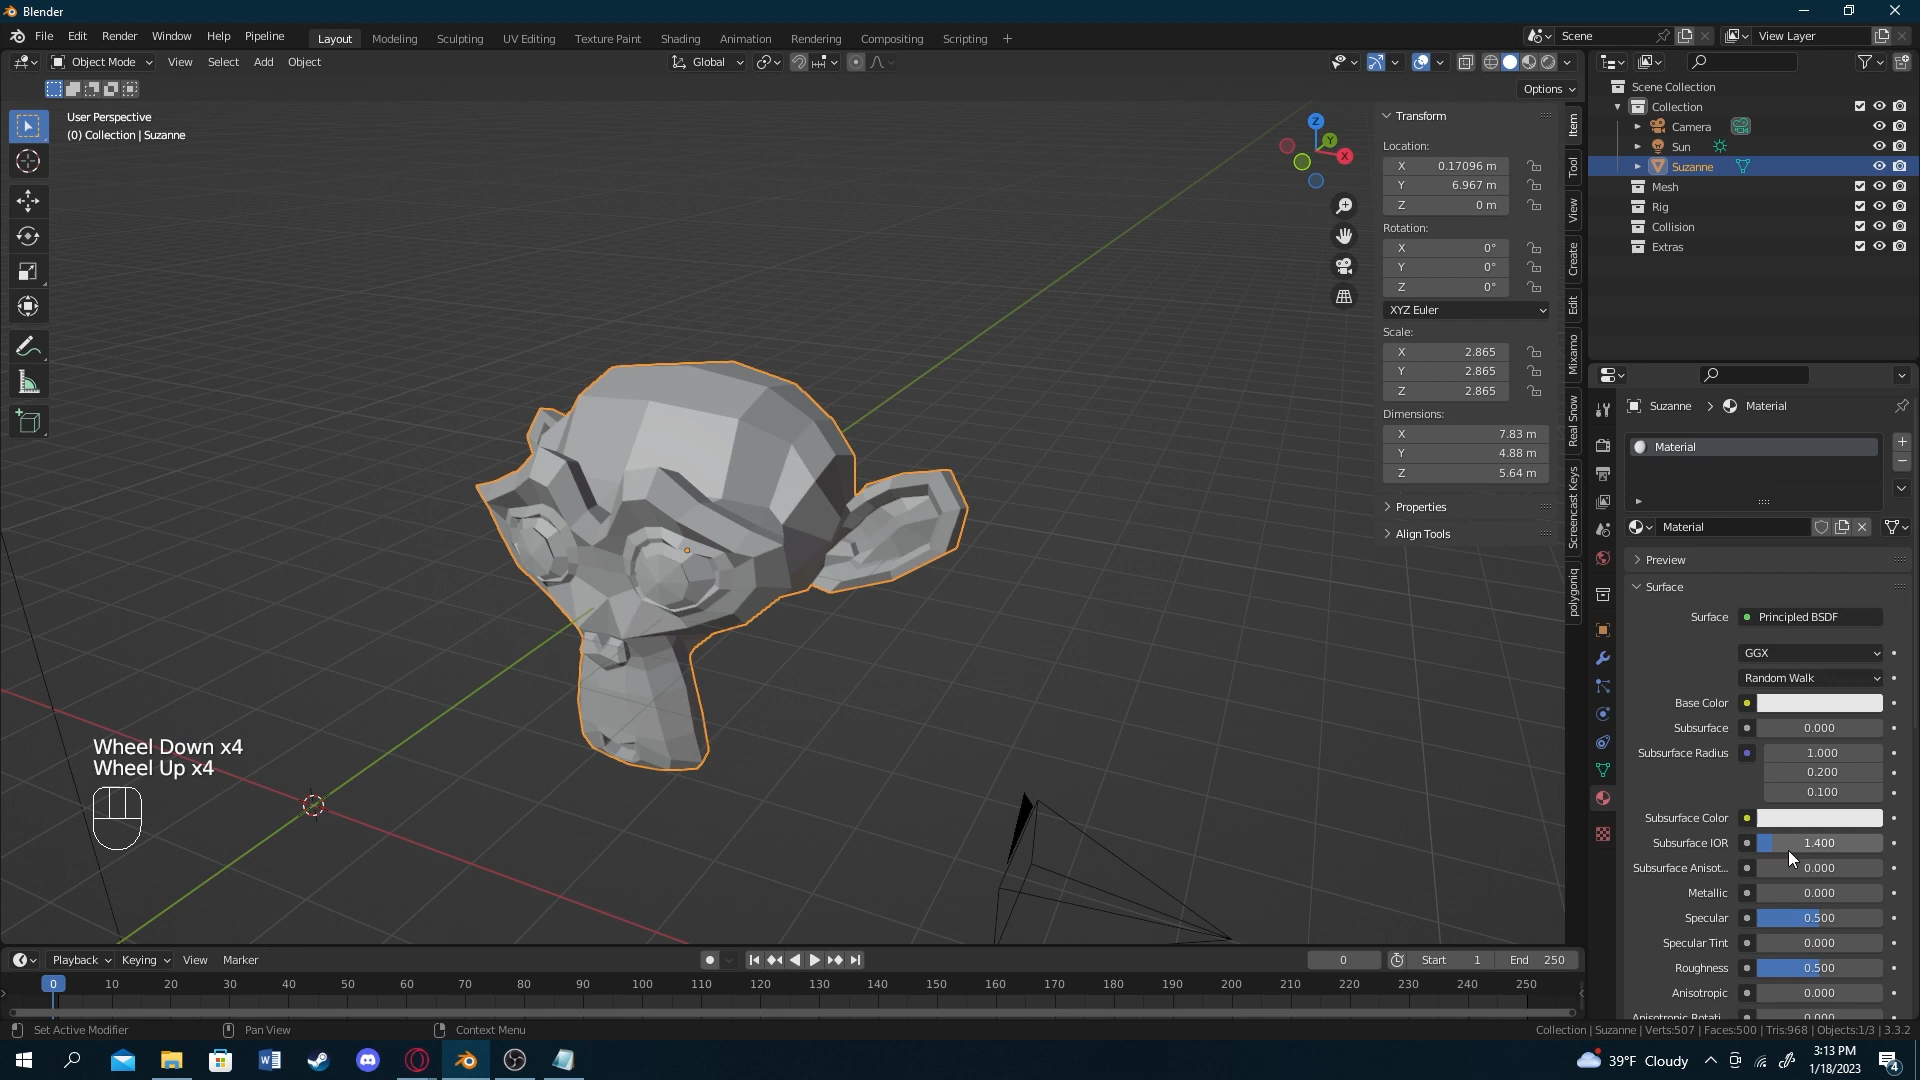 Blender
File Edit Render Window Help Pipeline
Layout Modeling Sculpting UV Editing Texture Paint Shading Animation Rendering Compositing Scripting +
Scene View Layer
Object Mode View Select Add Object
Global
Options
User Perspective
(0) Collection | Suzanne
Z
Y
X
Transform
Location:
X 0.17096 m
Y 6.967 m
Z 0 m
Rotation:
X 0°
Y 0°
Z 0°
XYZ Euler
Scale:
X 2.865
Y 2.865
Z 2.865
Dimensions:
X 7.83 m
Y 4.88 m
Z 5.64 m
Properties
Align Tools
Item
Tool
View
Create
Edit
Mixamo
Real Snow
Screencast Keys
polygoniq
Scene Collection
Collection
Camera
Sun
Suzanne
Mesh
Rig
Collision
Extras
Suzanne > Material
Material
Material
Preview
Surface
Surface Principled BSDF
GGX
Random Walk
Base Color
Subsurface 0.000
Subsurface Radius 1.000
0.200
0.100
Subsurface Color
Subsurface IOR 1.400
Subsurface Anisot... 0.000
Metallic 0.000
Specular 0.500
Specular Tint 0.000
Roughness 0.500
Anisotropic 0.000
Anisotropic Rotati... 0.000
Wheel Down x4
Wheel Up x4
Playback Keying View Marker
0 Start 1 End 250
0 10 20 30 40 50 60 70 80 90 100 110 120 130 140 150 160 170 180 190 200 210 220 230 240 250
Set Active Modifier Pan View Context Menu
Collection | Suzanne | Verts:507 | Faces:500 | Tris:968 | Objects:1/3 | 3.3.2
39°F Cloudy
3:13 PM
1/18/2023
4